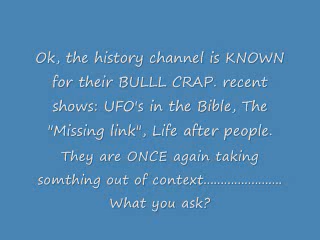 Ok, the history channel is KNOWN
for their BULLL CRAP. recent
shows: UFO's in the Bible, The
"Missing link", Life after people.
They are ONCE again taking
somthing out of context.......................
What you ask?